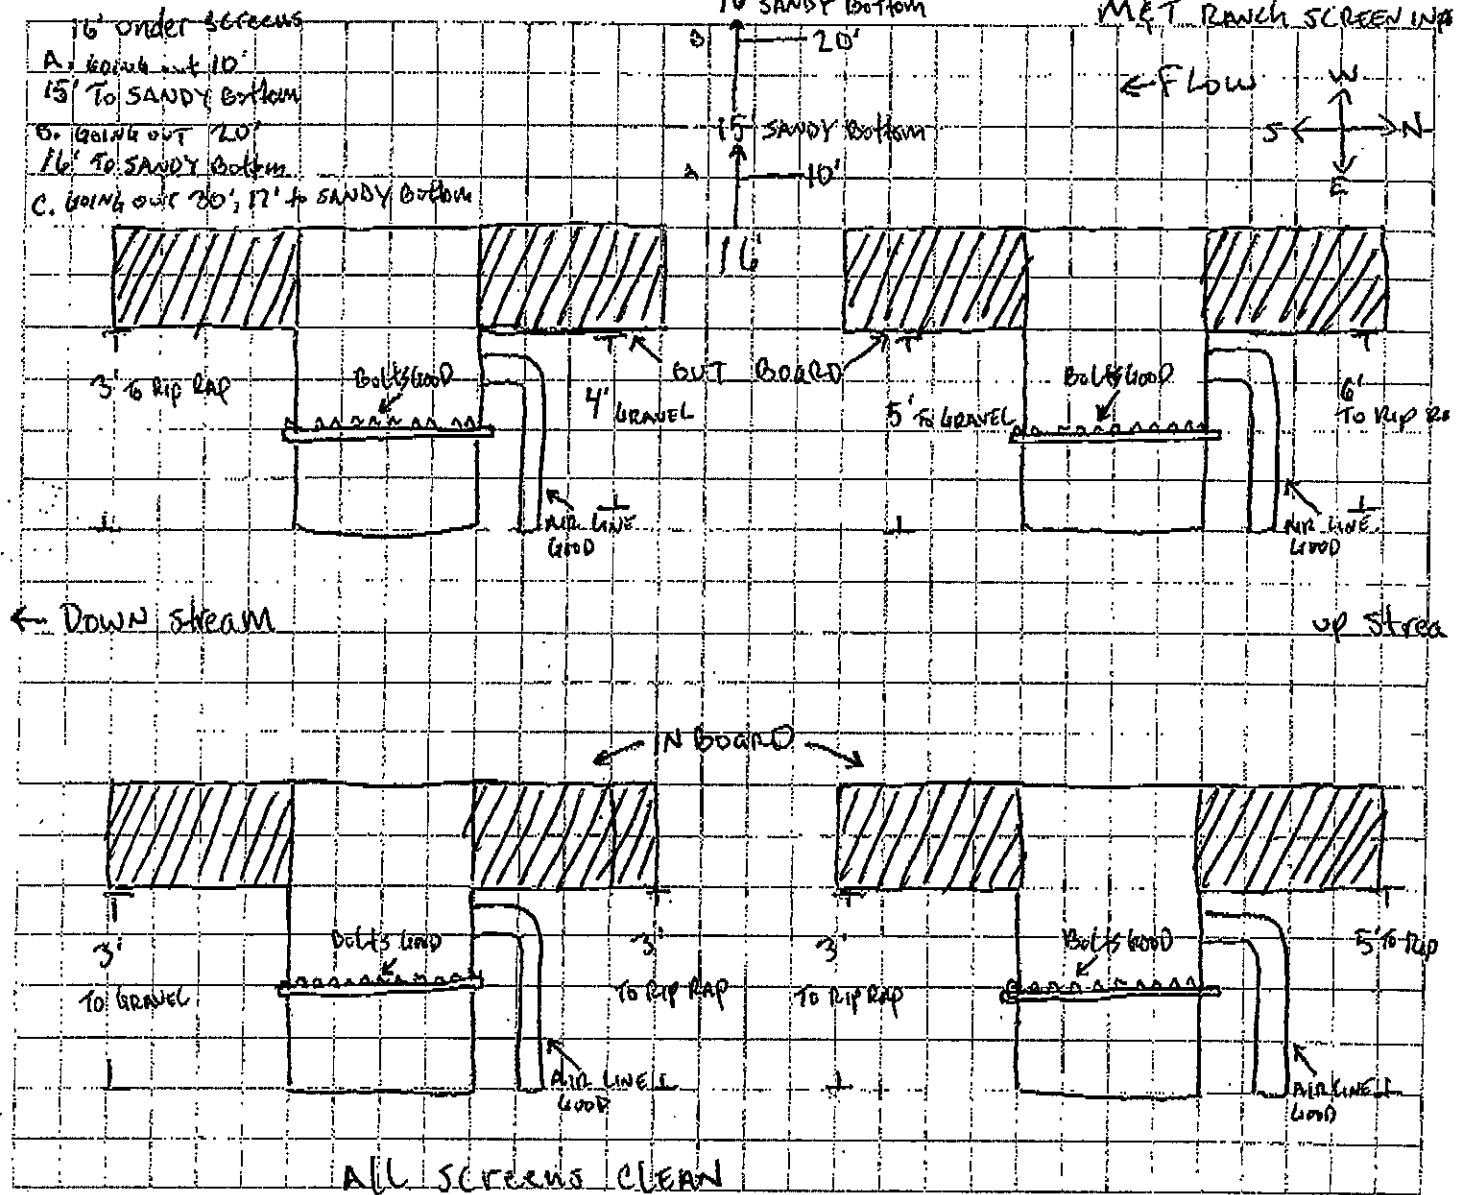 16' under screens
A. GOING out 10'
15' To SANDY Bottom
B. GOING OUT 20'
16' To SANDY Bottom
C. GOING OUT 30', 17' to SANDY Bottom
16' SANDY Bottom
B
20'
15' SANDY Bottom
A
10'
16'
M&T RANCH SCREEN
← FLOW
W
S
N
E
3' To Rip RAP
Bolts GOOD
4' GRAVEL
OUT BOARD
5' To GRAVEL
Bolts GOOD
6'
To Rip
AIR LINE
GOOD
AIR LINE
GOOD
← DOWN stream
up Strea
IN BOARD
3'
TO GRAVEL
Bolts GOOD
3'
TO Rip RAP
3'
TO Rip RAP
Bolts GOOD
5' To Rip
AIR LINE
GOOD
AIR LINE
GOOD
ALL Screens CLEAN